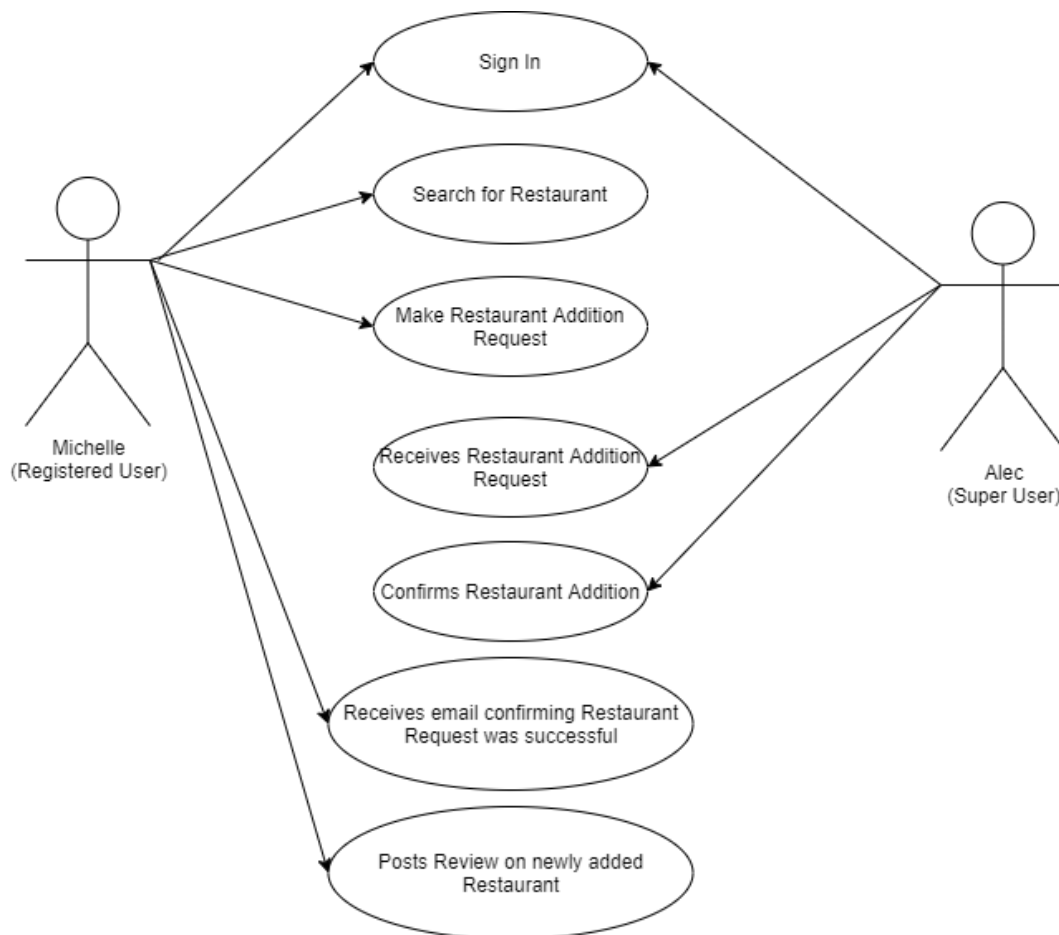 Sign In
Search for Restaurant
Make Restaurant Addition
Request
Michelle
(Registered User)
Receives Restaurant Addition
Request
Alec
(Super User)
Confirms Restaurant Addition
Receives email confirming Restaurant
Request was successful
Posts Review on newly added
Restaurant